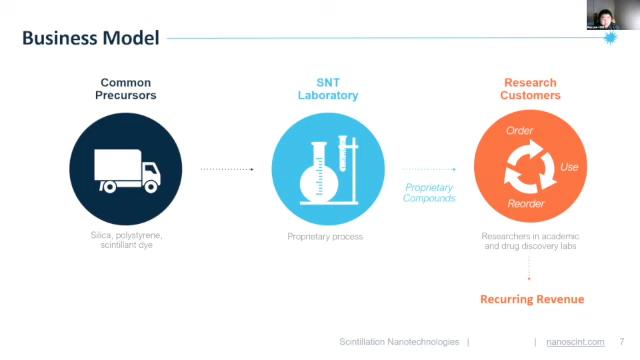 Business Model
Common
Precursors
SNT
Laboratory
Research
Customers
Order
Use
Reorder
Proprietary
Compounds
Silica, polystyrene,
scintillant dye
Proprietary process
Researchers in academic
and drug discovery labs
Recurring Revenue
Scintillation Nanotechnologies | | nanoscint.com 7